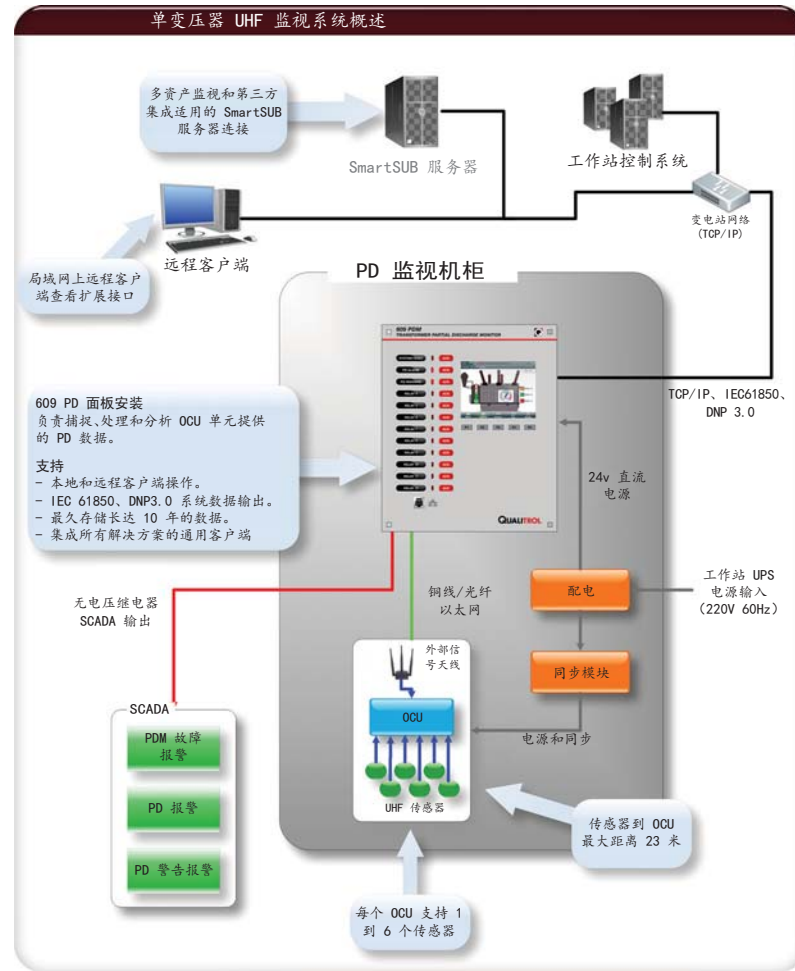 单变压器 UHF 监视系统概述
多资产监视和第三方
集成适用的 SmartSUB
服务器连接
SmartSUB 服务器
工作站控制系统
变电站网络
(TCP/IP)
远程客户端
局域网上远程客户
端查看扩展接口
PD 监视机柜
609 PDM
TRANSFORMER PARTIAL DISCHARGE MONITOR
TCP/IP、IEC61850、
DNP 3.0
609 PD 面板安装
负责捕捉、处理和分析 OCU 单元提供
的 PD 数据。
支持
- 本地和远程客户端操作。
- IEC 61850、DNP3.0 系统数据输出。
- 最久存储长达 10 年的数据。
- 集成所有解决方案的通用客户端
24v 直流
电源
QUALITROL
无电压继电器
SCADA 输出
铜线/光纤
以太网
配电
工作站 UPS
电源输入
(220V 60Hz)
外部信
号天线
同步模块
OCU
电源和同步
UHF 传感器
SCADA
PDM 故障
报警
PD 报警
PD 警告报警
传感器到 OCU
最大距离 23 米
每个 OCU 支持 1
到 6 个传感器